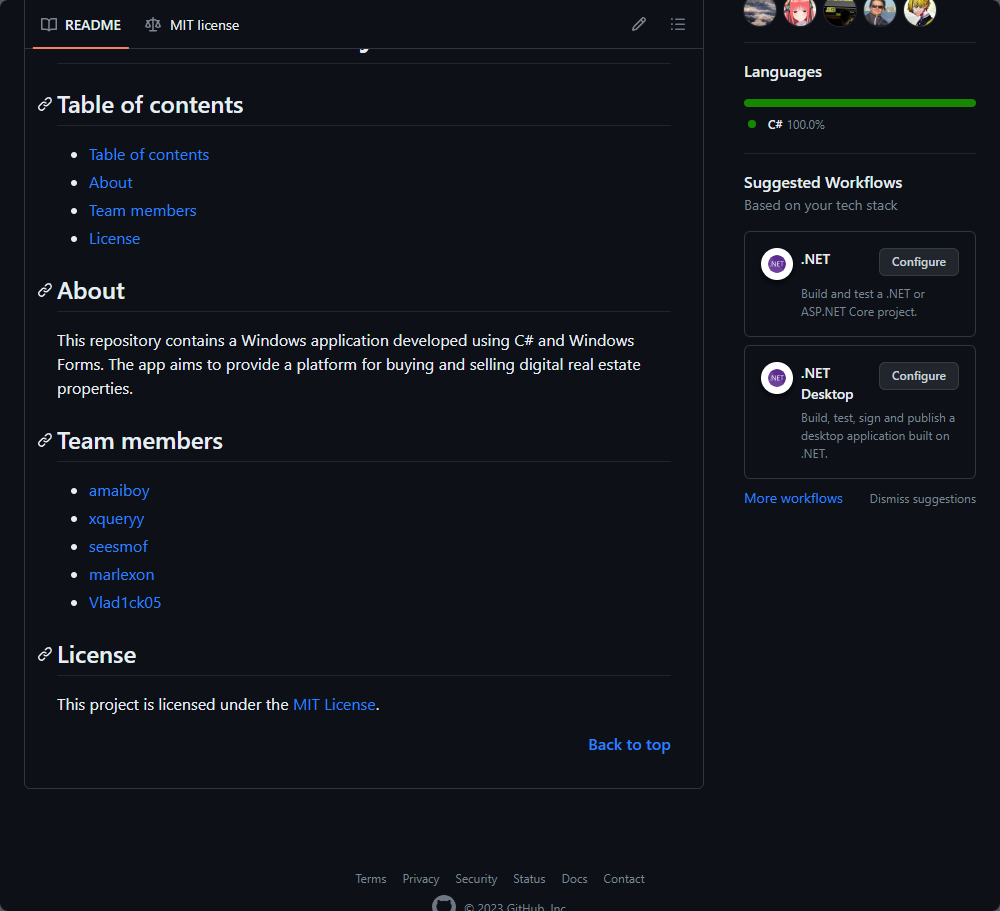 README
MIT license
Table of contents
Table of contents
About
Team members
License
About
This repository contains a Windows application developed using C# and Windows
Forms. The app aims to provide a platform for buying and selling digital real estate
properties.
Team members
amaiboy
xqueryy
seesmof
marlexon
Vlad1ck05
License
This project is licensed under the MIT License.
Back to top
Languages
C# 100.0%
Suggested Workflows
Based on your tech stack
.NET
.NET
Configure
Build and test a .NET or
ASP.NET Core project.
.NET
.NET
Desktop
Configure
Build, test, sign and publish a
desktop application built on
.NET.
More workflows
Dismiss suggestions
Terms Privacy Security Status Docs Contact
© 2023 GitHub, Inc.